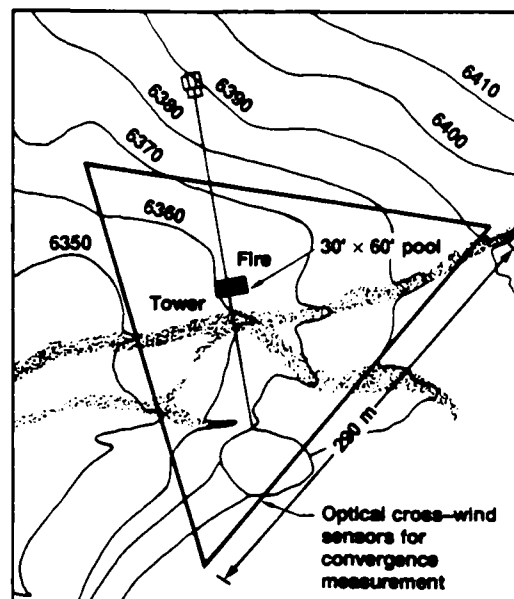 6410
6390
6380
6400
6370
6360
6350
Fire
30' × 60' pool
Tower
290 m
Optical cross-wind
sensors for
convergence
measurement